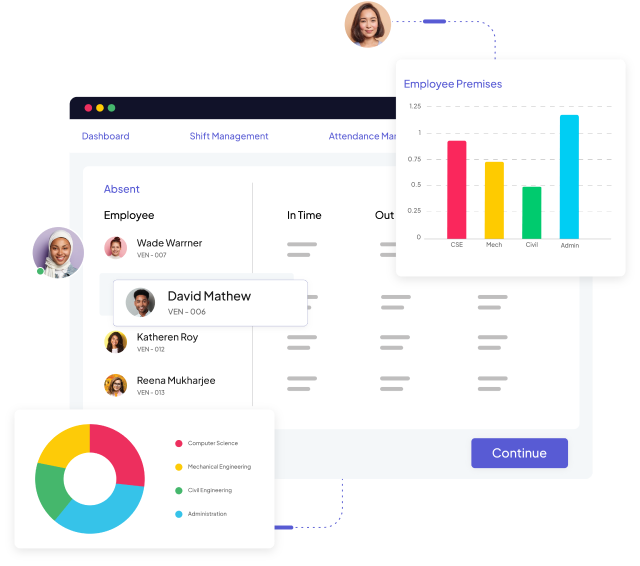 Employee Premises
1.25
1
0.75
0.5
0.25
0
CSE Mech Civil Admin
Dashboard Shift Management Attendance Mar
Absent
Employee In Time Out
Wade Warrner
VEN - 007
David Mathew
VEN - 006
Katheren Roy
VEN - 012
Reena Mukharjee
VEN - 013
Computer Science
Mechanical Engineering
Civil Engineering
Administration
Continue